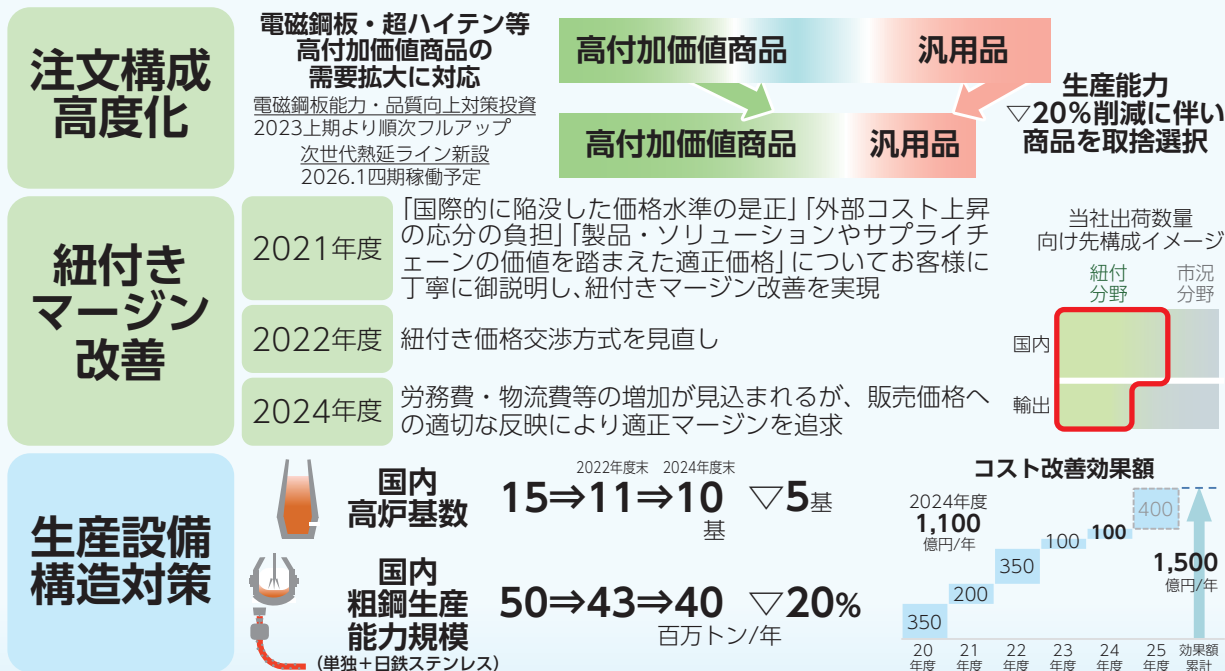 注文構成
高度化
電磁鋼板・超ハイテン等
高付加価値商品の
需要拡大に対応
電磁鋼板能力・品質向上対策投資
2023上期より順次フルアップ
次世代熱延ライン新設
2026.1四期稼働予定
高付加価値商品
汎用品
高付加価値商品
汎用品
生産能力
▽20%削減に伴い
商品を取捨選択
紐付き
マージン
改善
2021年度
「国際的に陥没した価格水準の是正」「外部コスト上昇
の応分の負担」「製品・ソリューションやサプライチ
ェーンの価値を踏まえた適正価格」についてお客様に
丁寧に御説明し、紐付きマージン改善を実現
2022年度
紐付き価格交渉方式を見直し
2024年度
労務費・物流費等の増加が見込まれるが、販売価格へ
の適切な反映により適正マージンを追求
当社出荷数量
向け先構成イメージ
紐付
分野
市況
分野
国内
輸出
生産設備
構造対策
国内
高炉基数
2022年度末 2024年度末
15⇒11⇒10 ▽5基
基
国内
粗鋼生産
能力規模
(単独+日鉄ステンレス)
50⇒43⇒40 ▽20%
百万トン/年
コスト改善効果額
2024年度
1,100
億円/年
350
200
350
100
100
400
1,500
億円/年
20 21 22 23 24 25 効果額
年度 年度 年度 年度 年度 年度 累計